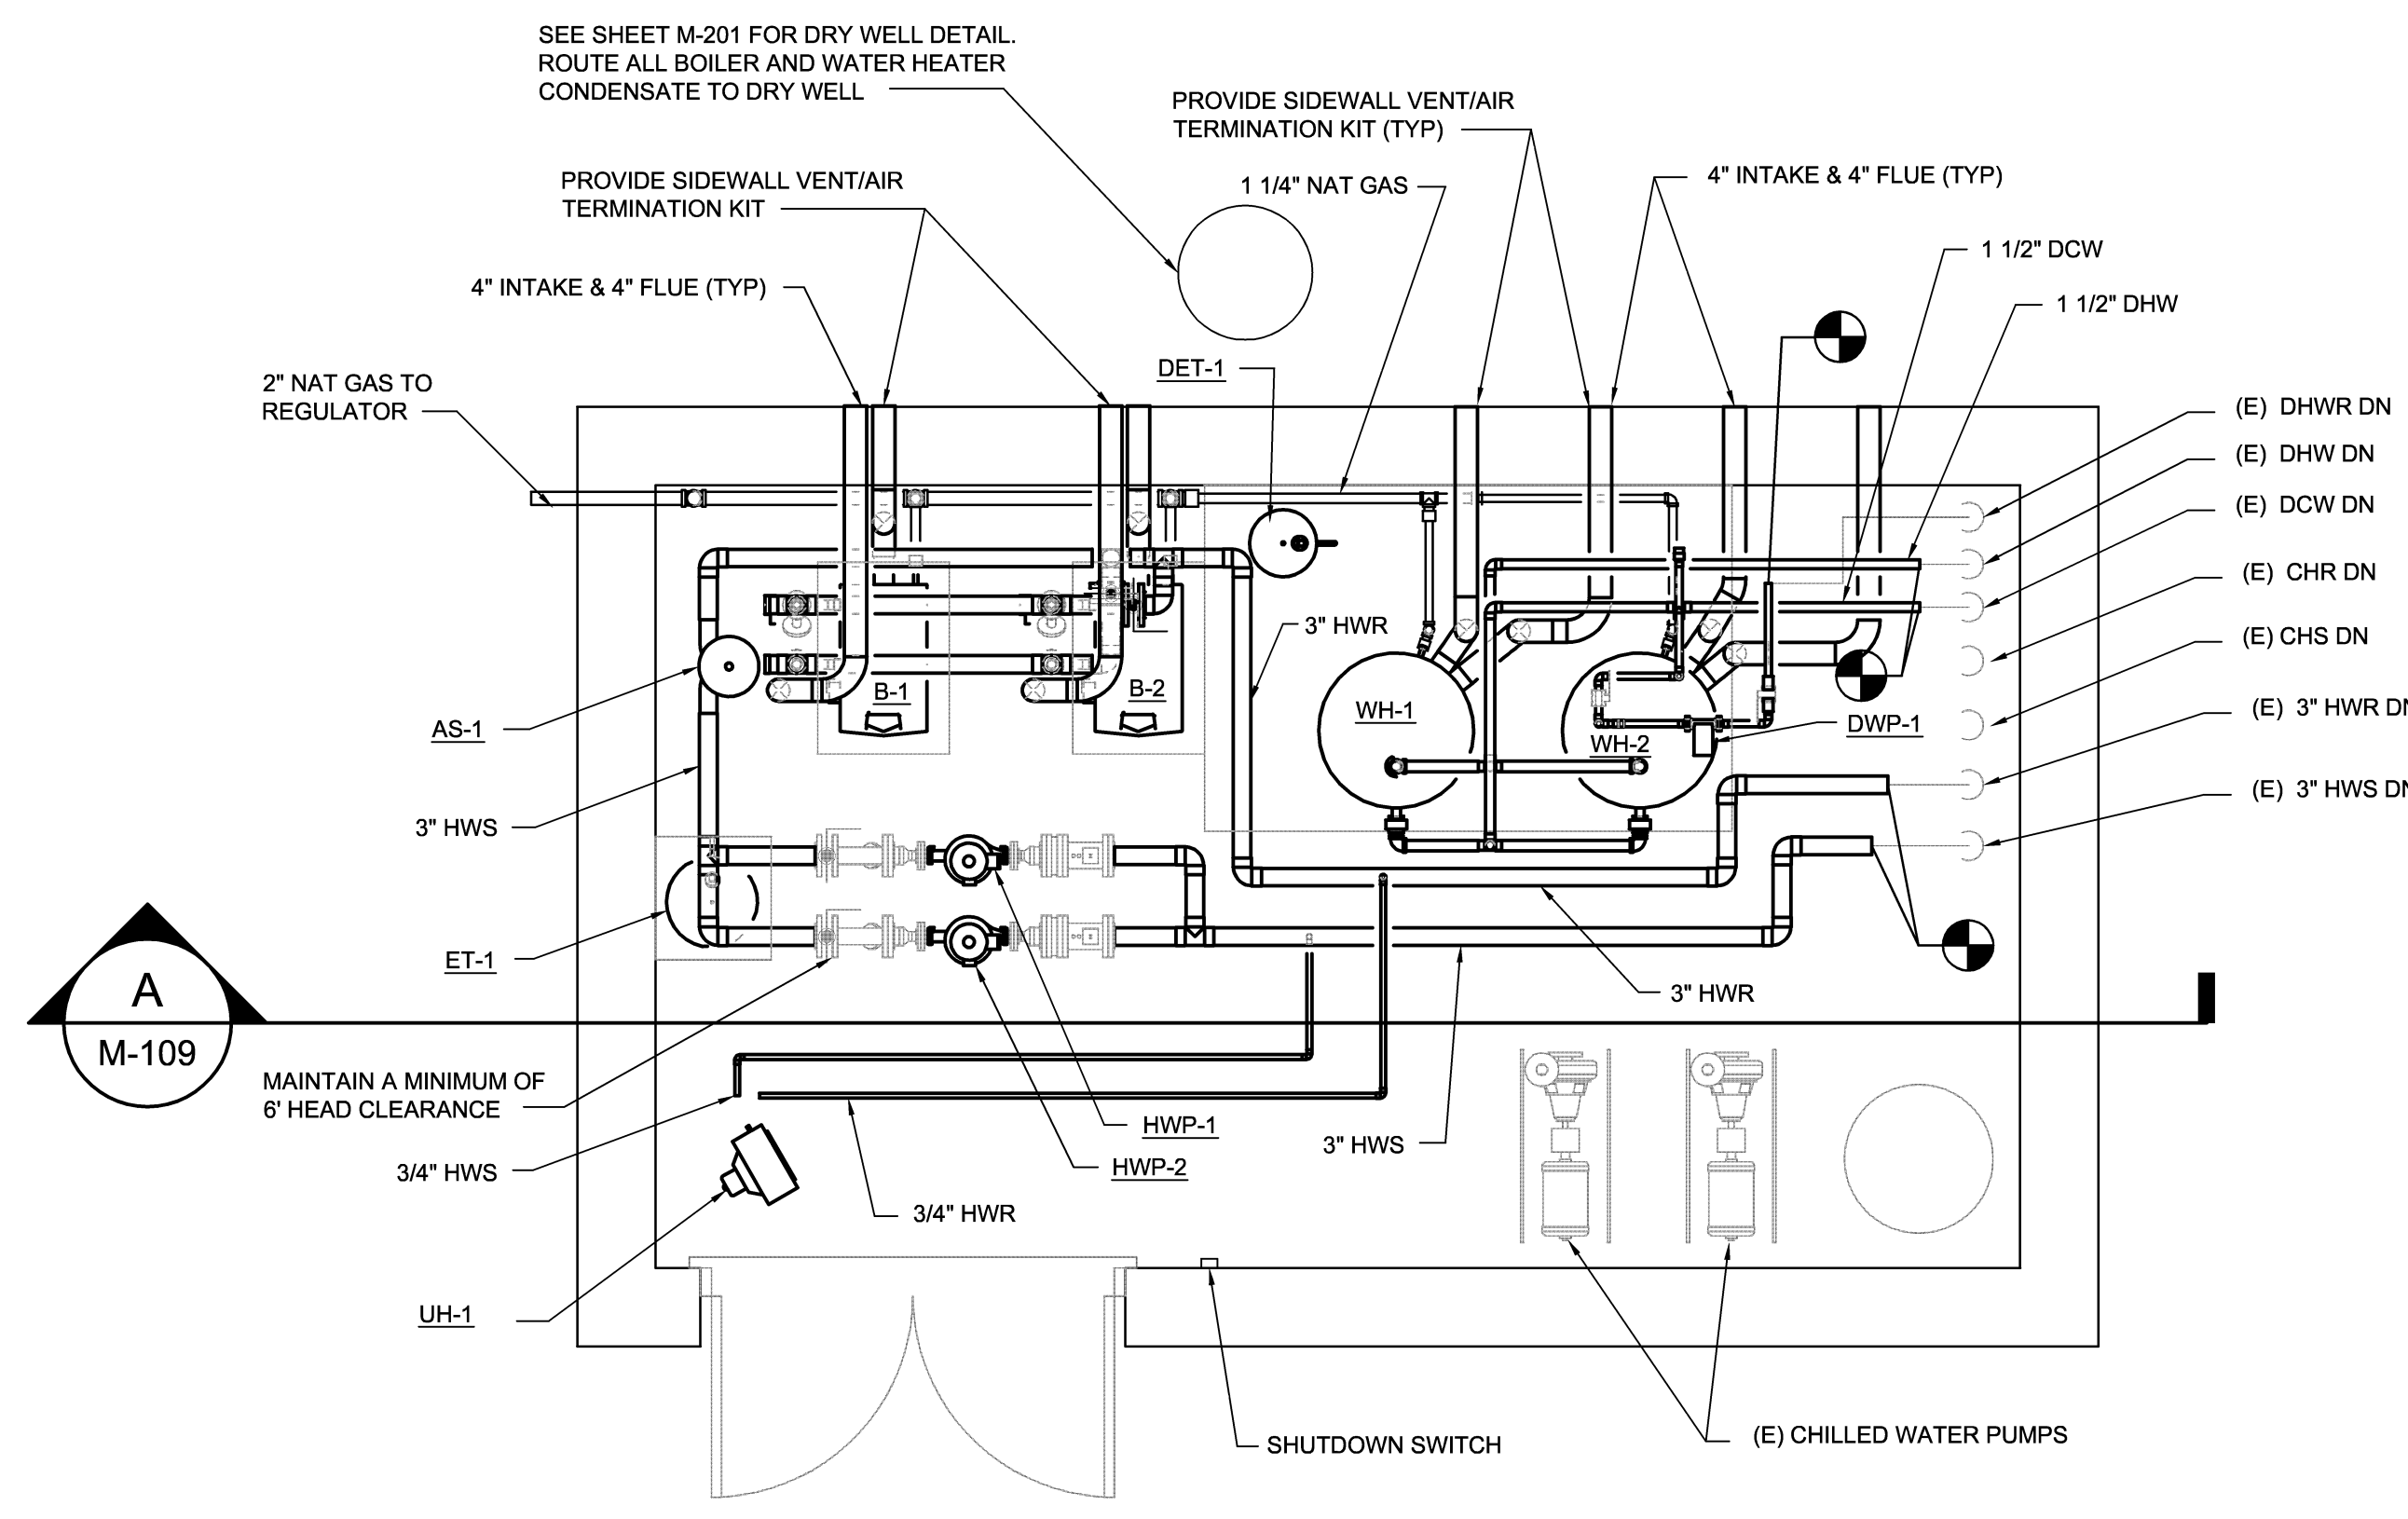 SEE SHEET M-201 FOR DRY WELL DETAIL.
ROUTE ALL BOILER AND WATER HEATER
CONDENSATE TO DRY WELL
PROVIDE SIDEWALL VENT/AIR
TERMINATION KIT (TYP)
PROVIDE SIDEWALL VENT/AIR
TERMINATION KIT
1 1/4" NAT GAS
4" INTAKE & 4" FLUE (TYP)
1 1/2" DCW
4" INTAKE & 4" FLUE (TYP)
1 1/2" DHW
DET-1
2" NAT GAS TO
REGULATOR
(E) DHWR DN
(E) DHW DN
(E) DCW DN
(E) CHR DN
3" HWR
(E) CHS DN
B-1
B-2
WH-1
(E) 3" HWR DN
AS-1
DWP-1
WH-2
(E) 3" HWS DN
3" HWS
ET-1
A
M-109
3" HWR
MAINTAIN A MINIMUM OF
6' HEAD CLEARANCE
HWP-1
3" HWS
HWP-2
3/4" HWS
3/4" HWR
UH-1
SHUTDOWN SWITCH
(E) CHILLED WATER PUMPS